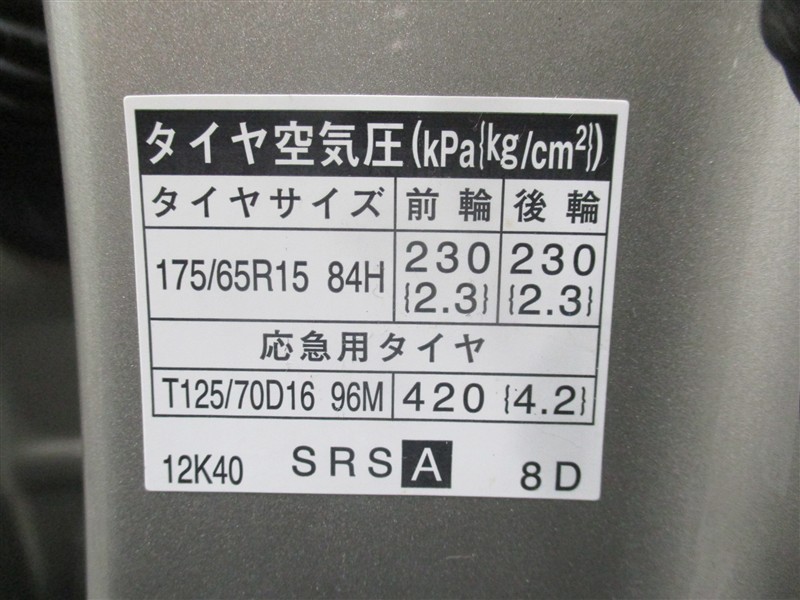 タイヤ空気圧(kPa{kg/cm²})
タイヤサイズ 前輪 後輪
175/65R15 84H 230 {2.3} 230 {2.3}
応急用タイヤ
T125/70D16 96M 420 {4.2}
12K40 SRS A 8D